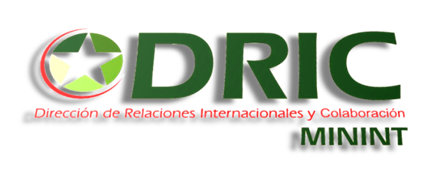 DRIC
Dirección de Relaciones Internacionales y Colaboración
MININT